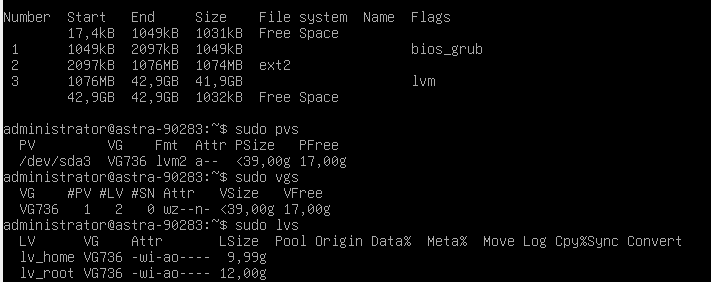 Number  Start   End     Size    File system  Name  Flags
        17,4kB  1049kB  1031kB  Free Space
 1      1049kB  2097kB  1049kB                     bios_grub
 2      2097kB  1076MB  1074MB  ext2
 3      1076MB  42,9GB  41,9GB                     lvm
        42,9GB  42,9GB  1032kB  Free Space
administrator@astra-90283:~$ sudo pvs
  PV         VG    Fmt  Attr PSize   PFree
  /dev/sda3  VG736 lvm2 a--  <39,00g 17,00g
administrator@astra-90283:~$ sudo vgs
  VG    #PV #LV #SN Attr   VSize   VFree
  VG736   1   2   0 wz--n- <39,00g 17,00g
administrator@astra-90283:~$ sudo lvs
  LV      VG    Attr       LSize  Pool Origin Data%  Meta%  Move Log Cpy%Sync Convert
  lv_home VG736 -wi-ao----  9,99g
  lv_root VG736 -wi-ao---- 12,00g